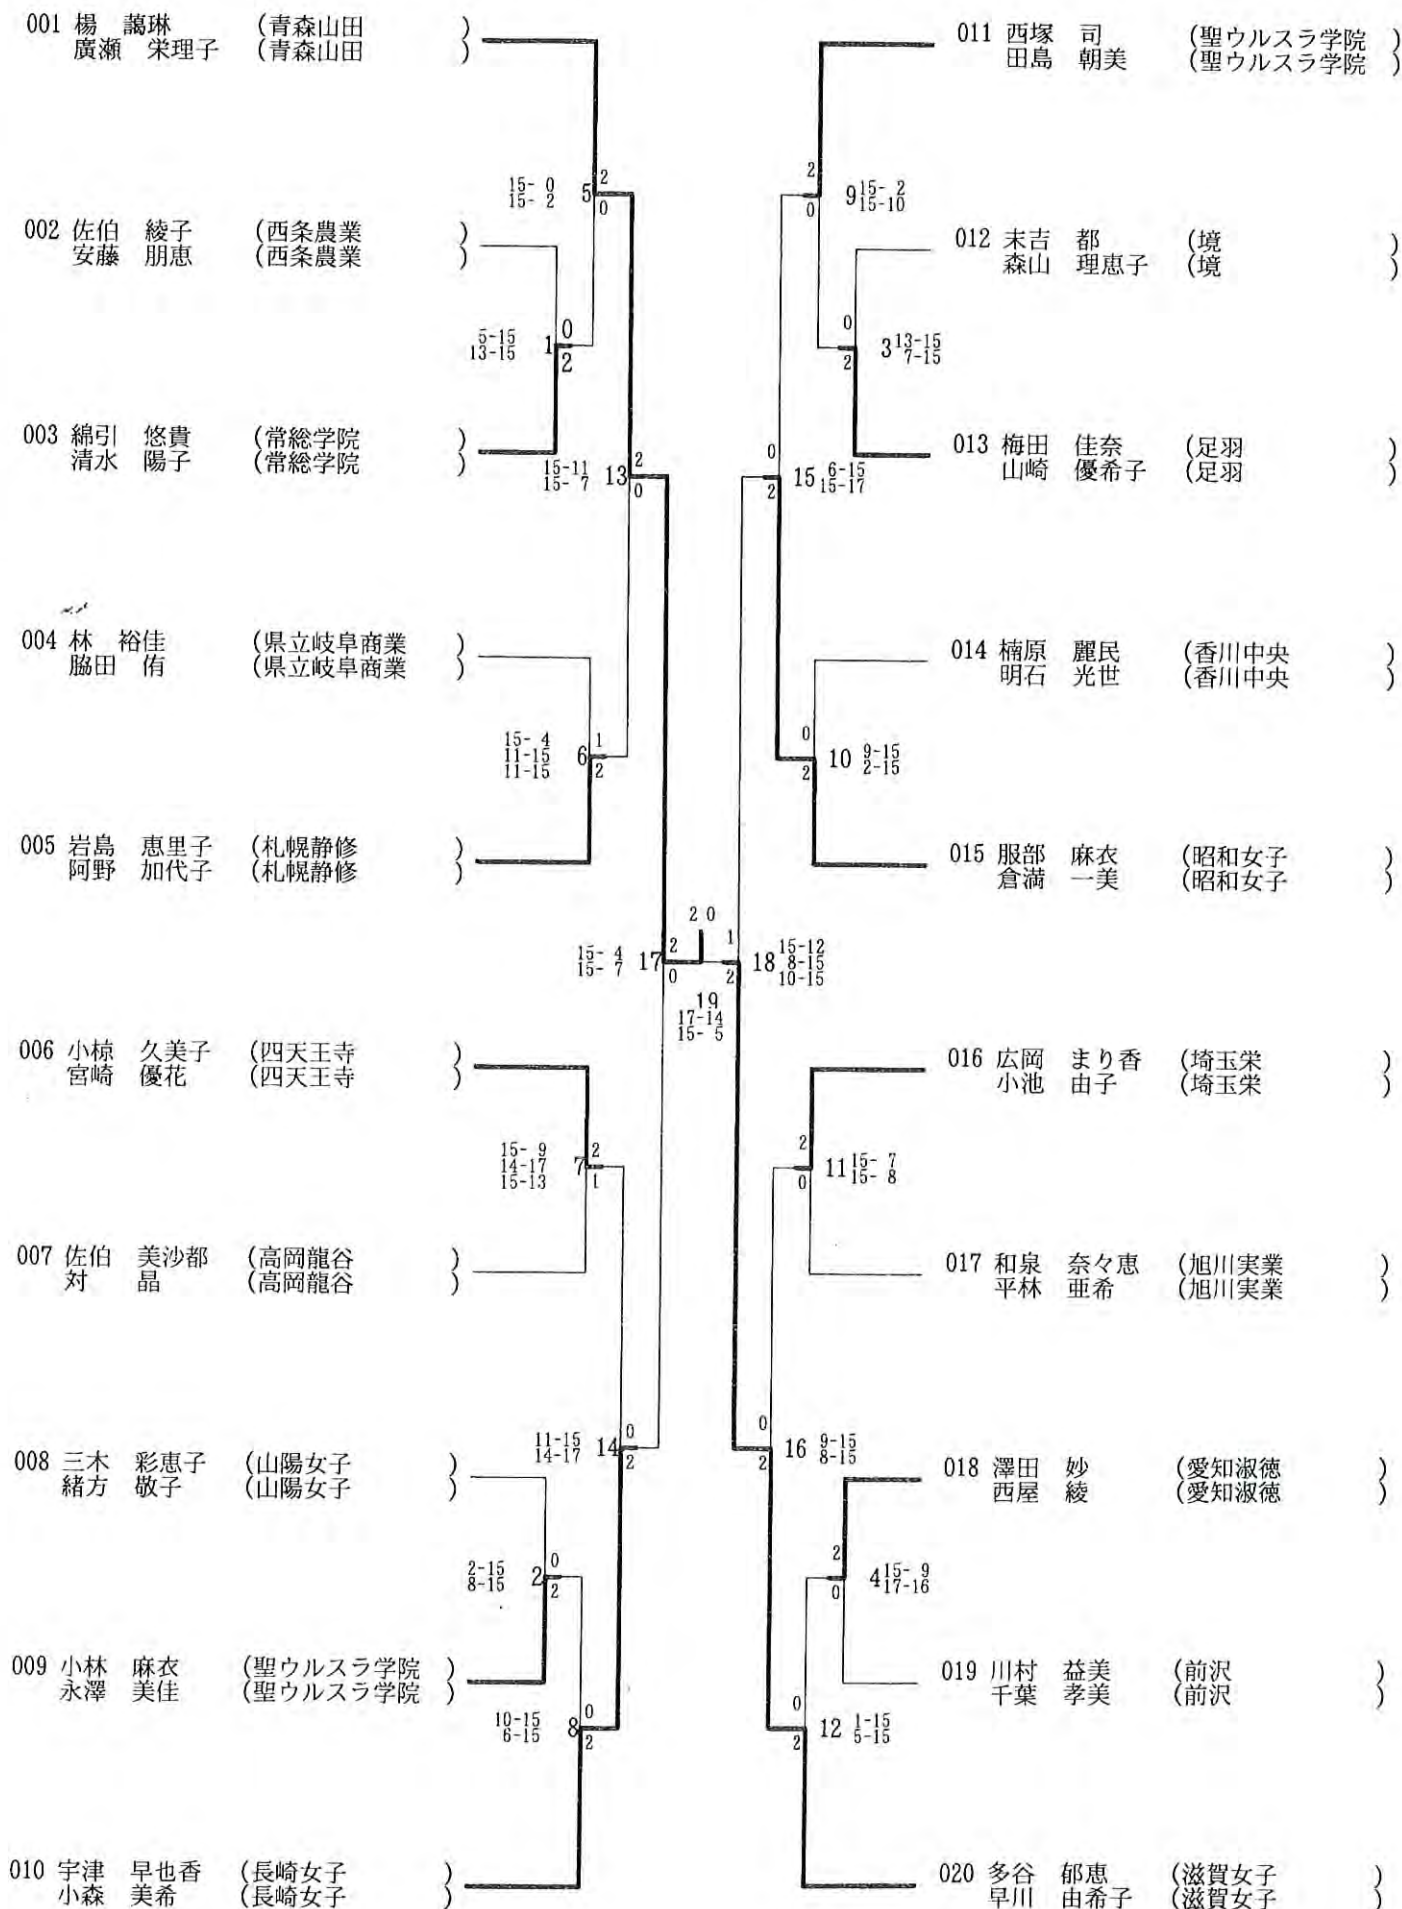 001 楊 藹琳 (青森山田 )
廣瀬 栄理子 (青森山田 )
002 佐伯 綾子 (西条農業 )
安藤 朋恵 (西条農業 )
003 綿引 悠貴 (常総学院 )
清水 陽子 (常総学院 )
004 林 裕佳 (県立岐阜商業 )
脇田 侑 (県立岐阜商業 )
005 岩島 恵里子 (札幌静修 )
阿野 加代子 (札幌静修 )
006 小椋 久美子 (四天王寺 )
宮崎 優花 (四天王寺 )
007 佐伯 美沙都 (高岡龍谷 )
対 晶 (高岡龍谷 )
008 三木 彩恵子 (山陽女子 )
緒方 敬子 (山陽女子 )
009 小林 麻衣 (聖ウルスラ学院 )
永澤 美佳 (聖ウルスラ学院 )
010 宇津 早也香 (長崎女子 )
小森 美希 (長崎女子 )
15- 0 5 2
15- 2 0
5-15 1 0
13-15 2
15-11 13 2
15- 7 0
15- 4 1
11-15 6
11-15 2
15- 4 17 2
15- 7 0
15- 9 2
14-17 7
15-13 1
11-15 14 0
14-17 2
2-15 2 0
8-15 2
10-15 8 0
6-15 2
2 0
19
17-14
15- 5
011 西塚 司 (聖ウルスラ学院 )
田島 朝美 (聖ウルスラ学院 )
012 末吉 都 (境 )
森山 理恵子 (境 )
013 梅田 佳奈 (足羽 )
山崎 優希子 (足羽 )
014 楠原 麗民 (香川中央 )
明石 光世 (香川中央 )
015 服部 麻衣 (昭和女子 )
倉満 一美 (昭和女子 )
016 広岡 まり香 (埼玉栄 )
小池 由子 (埼玉栄 )
017 和泉 奈々恵 (旭川実業 )
平林 亜希 (旭川実業 )
018 澤田 妙 (愛知淑徳 )
西屋 綾 (愛知淑徳 )
019 川村 益美 (前沢 )
千葉 孝美 (前沢 )
020 多谷 郁恵 (滋賀女子 )
早川 由希子 (滋賀女子 )
2 9 15- 2
0 15-10
0 3 13-15
2 7-15
0 15 6-15
2 15-17
0 10 9-15
2 2-15
1 15-12
18 8-15
2 10-15
2 11 15- 7
0 15- 8
0 16 9-15
2 8-15
2 4 15- 9
0 17-16
0 12 1-15
2 5-15